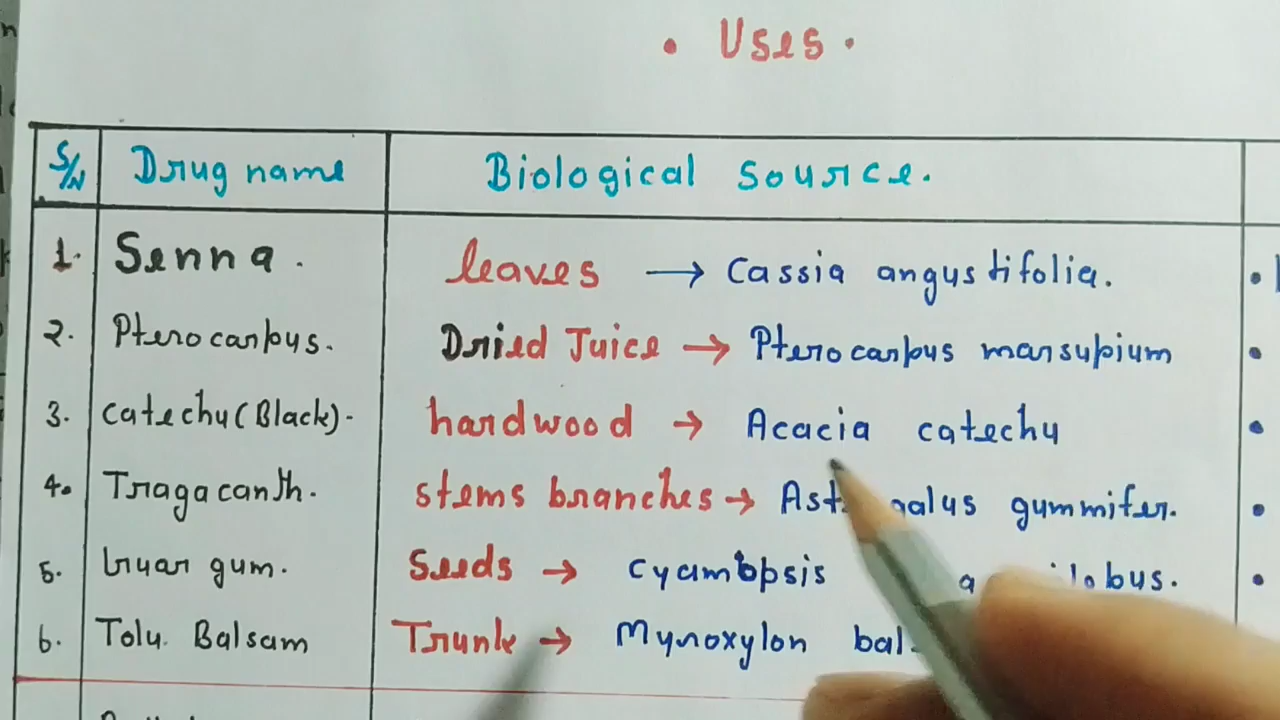 • Uses •
S/N Drug name Biological source.
1. Senna. leaves → Cassia angustifolia.
2. Pterocarpus. Dried Juice → Pterocarpus marsupium
3. Catechu (Black)- hardwood → Acacia catechu
4. Tragacanth. stems branches → gummifer.
5. Guar gum. Seeds → Cyamopsis
6. Tolu. Balsam Trunk → Myroxylon